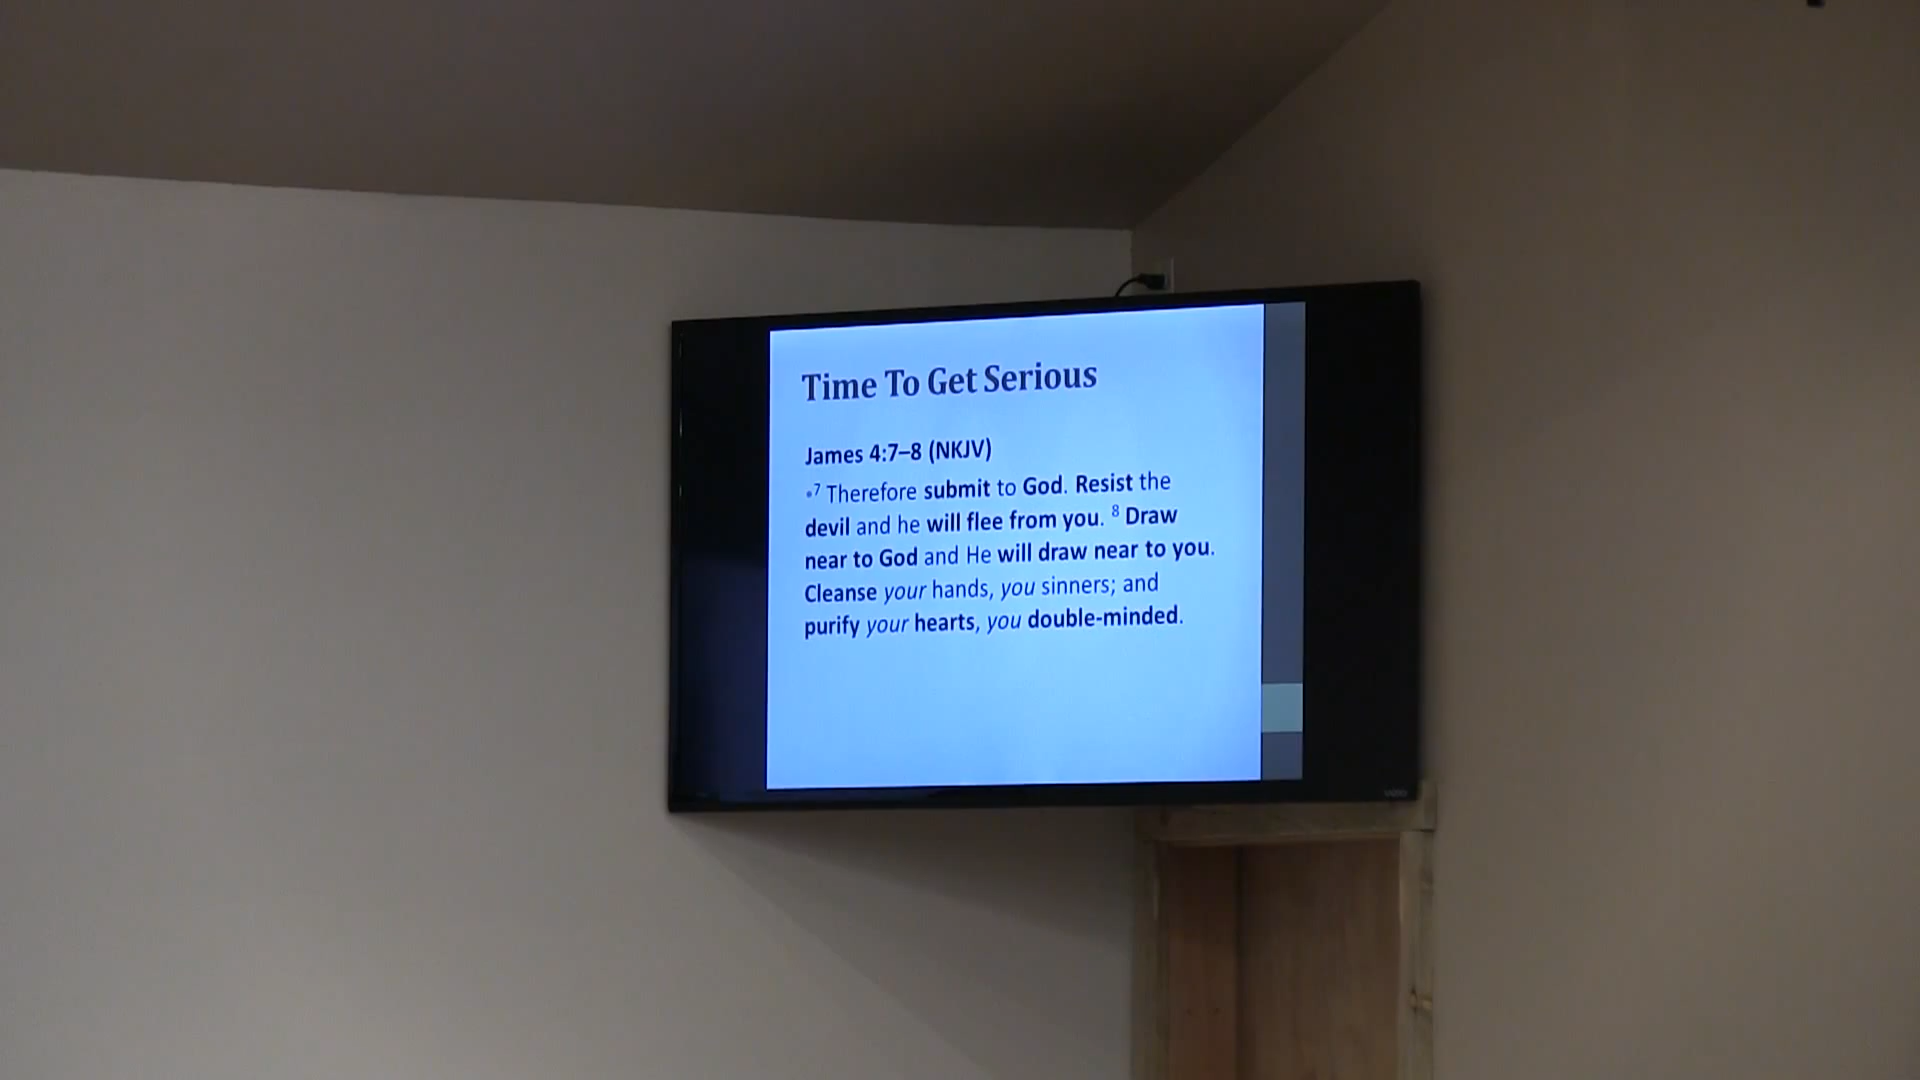 Time To Get Serious
James 4:7–8 (NKJV)
•7 Therefore submit to God. Resist the
devil and he will flee from you. 8 Draw
near to God and He will draw near to you.
Cleanse your hands, you sinners; and
purify your hearts, you double-minded.